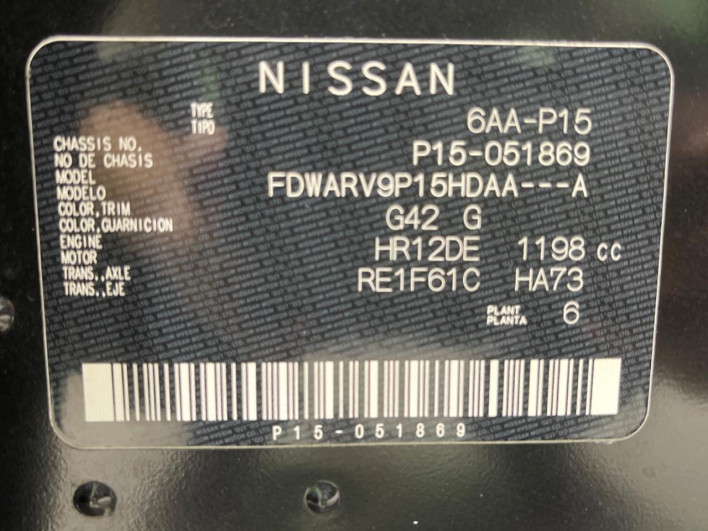 NISSAN
TYPE
TIPO
6AA-P15
CHASSIS NO.
NO DE CHASIS
P15-051869
MODEL
MODELO
FDWARV9P15HDAA---A
COLOR,TRIM
COLOR,GUARNICION
G42 G
ENGINE
MOTOR
HR12DE 1198 cc
TRANS.,AXLE
TRANS.,EJE
RE1F61C HA73
PLANT
PLANTA
6
P15-051869